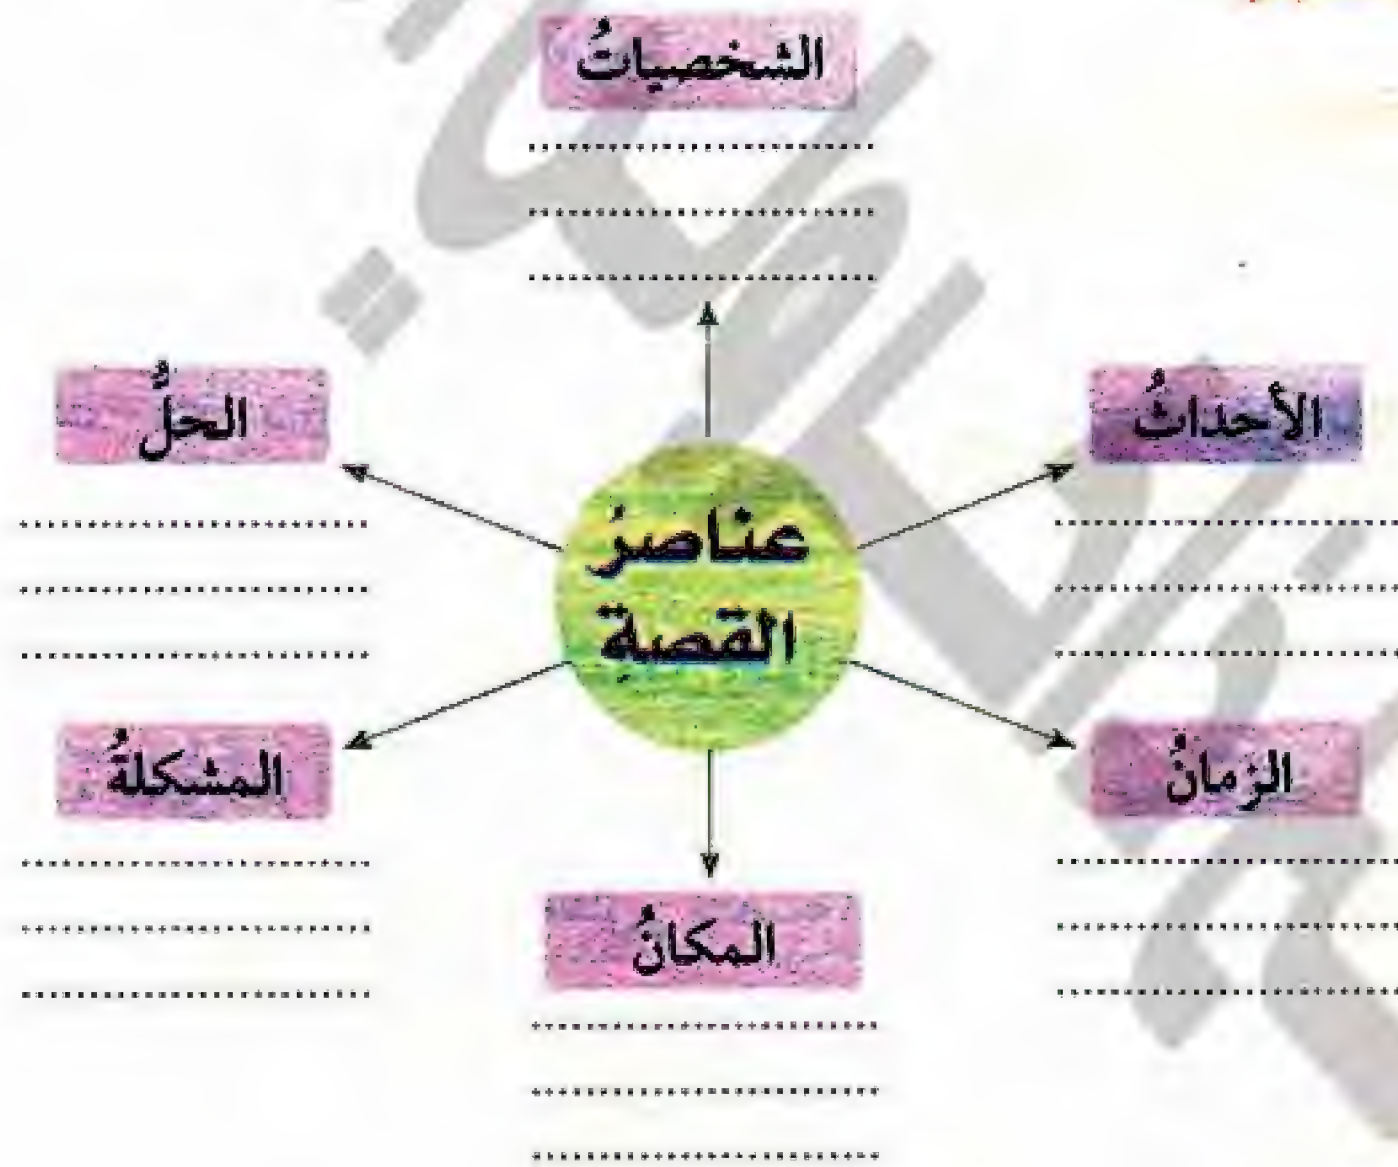 الشخصياتُ
الأحداثُ
الحلُّ
عناصرُ
القصةِ
الزمانُ
المشكلةُ
المكانُ